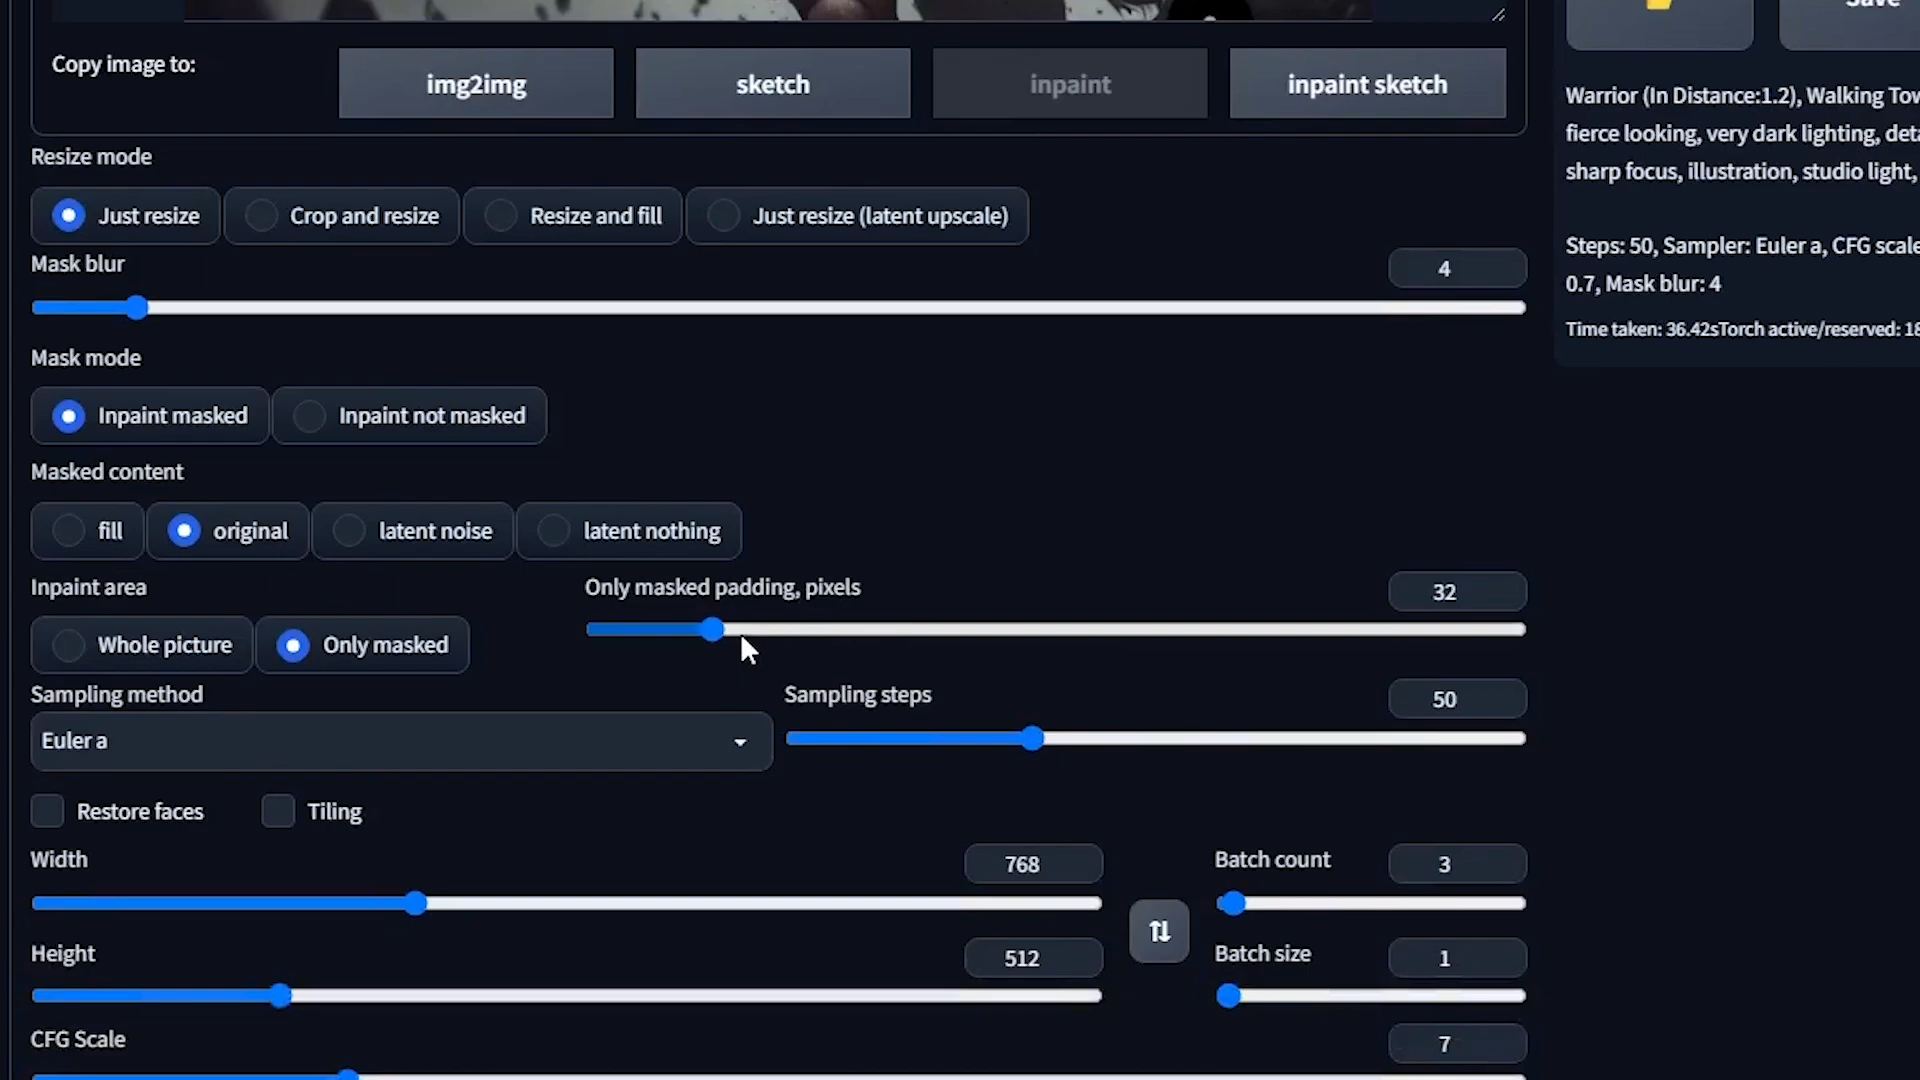 Save
Copy image to:
img2img
sketch
inpaint
inpaint sketch
Warrior (In Distance:1.2), Walking Tow
fierce looking, very dark lighting, deta
sharp focus, illustration, studio light,
Steps: 50, Sampler: Euler a, CFG scale
0.7, Mask blur: 4
Time taken: 36.42sTorch active/reserved: 18
Resize mode
Just resize
Crop and resize
Resize and fill
Just resize (latent upscale)
Mask blur
4
Mask mode
Inpaint masked
Inpaint not masked
Masked content
fill
original
latent noise
latent nothing
Inpaint area
Only masked padding, pixels
32
Whole picture
Only masked
Sampling method
Sampling steps
50
Euler a
Restore faces
Tiling
Width
768
Batch count
3
Height
512
Batch size
1
CFG Scale
7